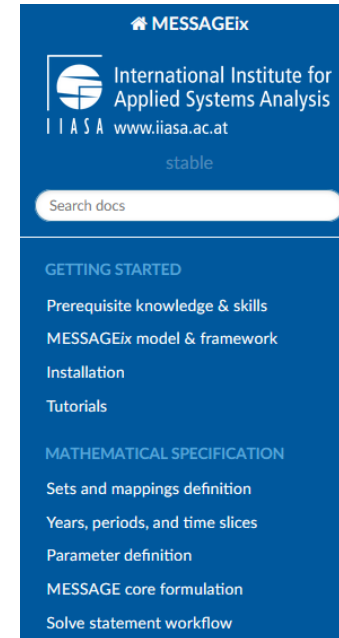 MESSAGEix
International Institute for
Applied Systems Analysis
IIASA www.iiasa.ac.at
stable
Search docs
GETTING STARTED
Prerequisite knowledge & skills
MESSAGEix model & framework
Installation
Tutorials
MATHEMATICAL SPECIFICATION
Sets and mappings definition
Years, periods, and time slices
Parameter definition
MESSAGE core formulation
Solve statement workflow